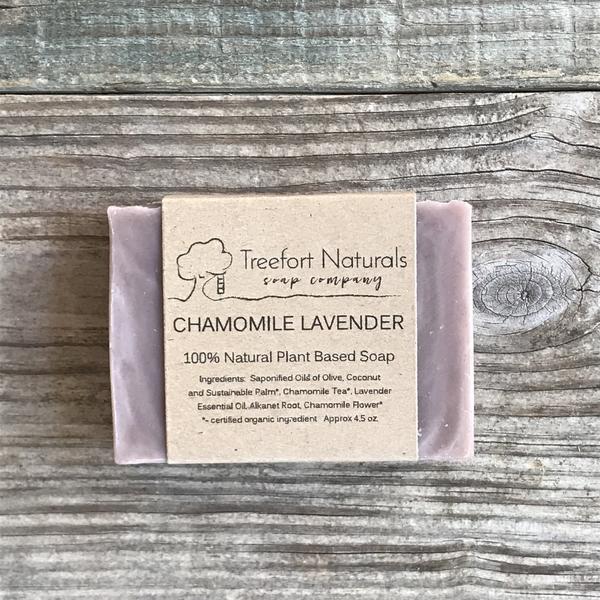 Treefort Naturals
soap company
CHAMOMILE LAVENDER
100% Natural Plant Based Soap
Ingredients: Saponified Oils of Olive, Coconut
and Sustainable Palm*, Chamomile Tea*, Lavender
Essential Oil, Alkanet Root, Chamomile Flower*
*- certified organic ingredient Approx 4.5 oz.